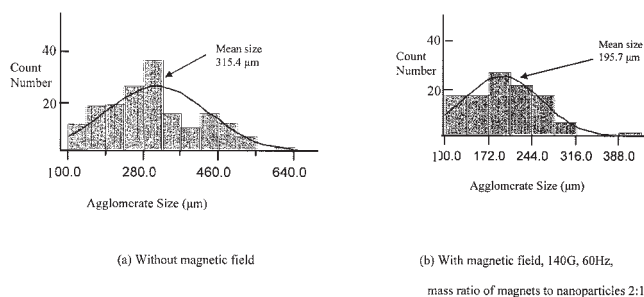 40
Count
Number
20
Mean size
315.4 μm
100.0
280.0
460.0
640.0
Agglomerate Size (μm)
(a) Without magnetic field
40
Count
Number
20
Mean size
195.7 μm
100.0
172.0
244.0
316.0
388.0
Agglomerate Size (μm)
(b) With magnetic field, 140G, 60Hz,
mass ratio of magnets to nanoparticles 2:1